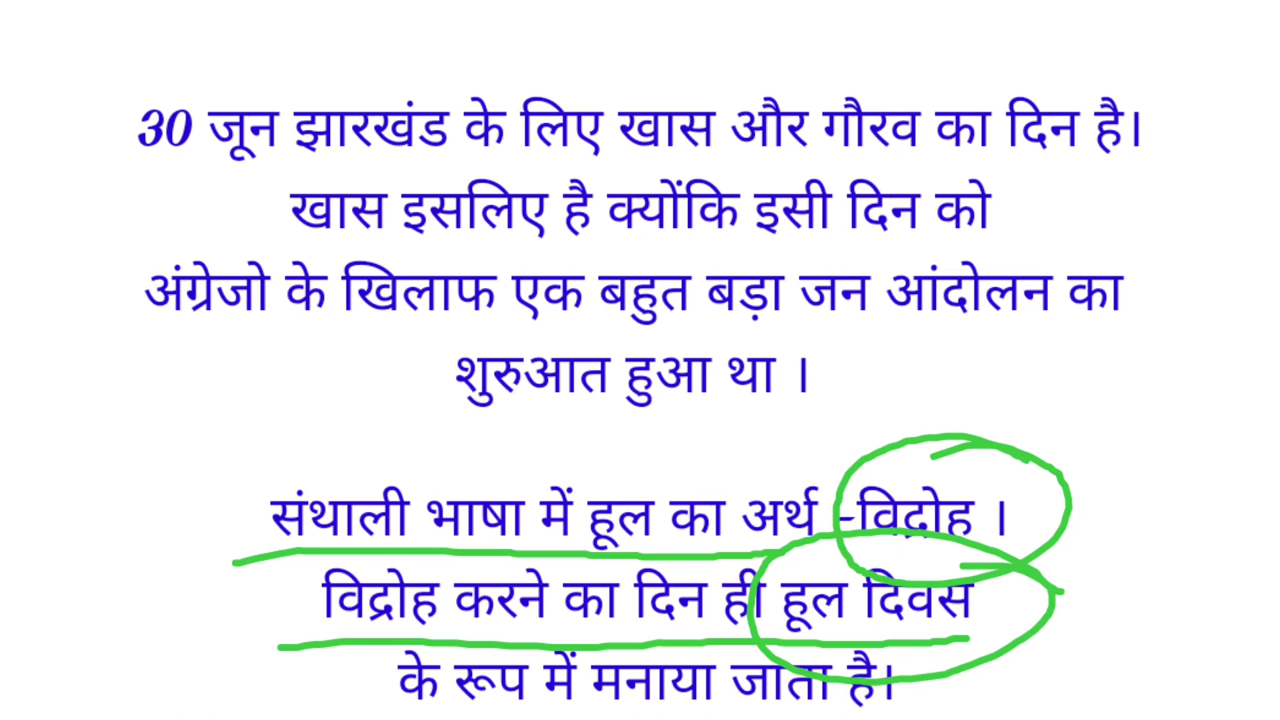 30 जून झारखंड के लिए खास और गौरव का दिन है।
खास इसलिए है क्योंकि इसी दिन को
अंग्रेजो के खिलाफ एक बहुत बड़ा जन आंदोलन का
शुरुआत हुआ था ।
संथाली भाषा में हूल का अर्थ -विद्रोह ।
विद्रोह करने का दिन ही हूल दिवस
के रूप में मनाया जाता है।